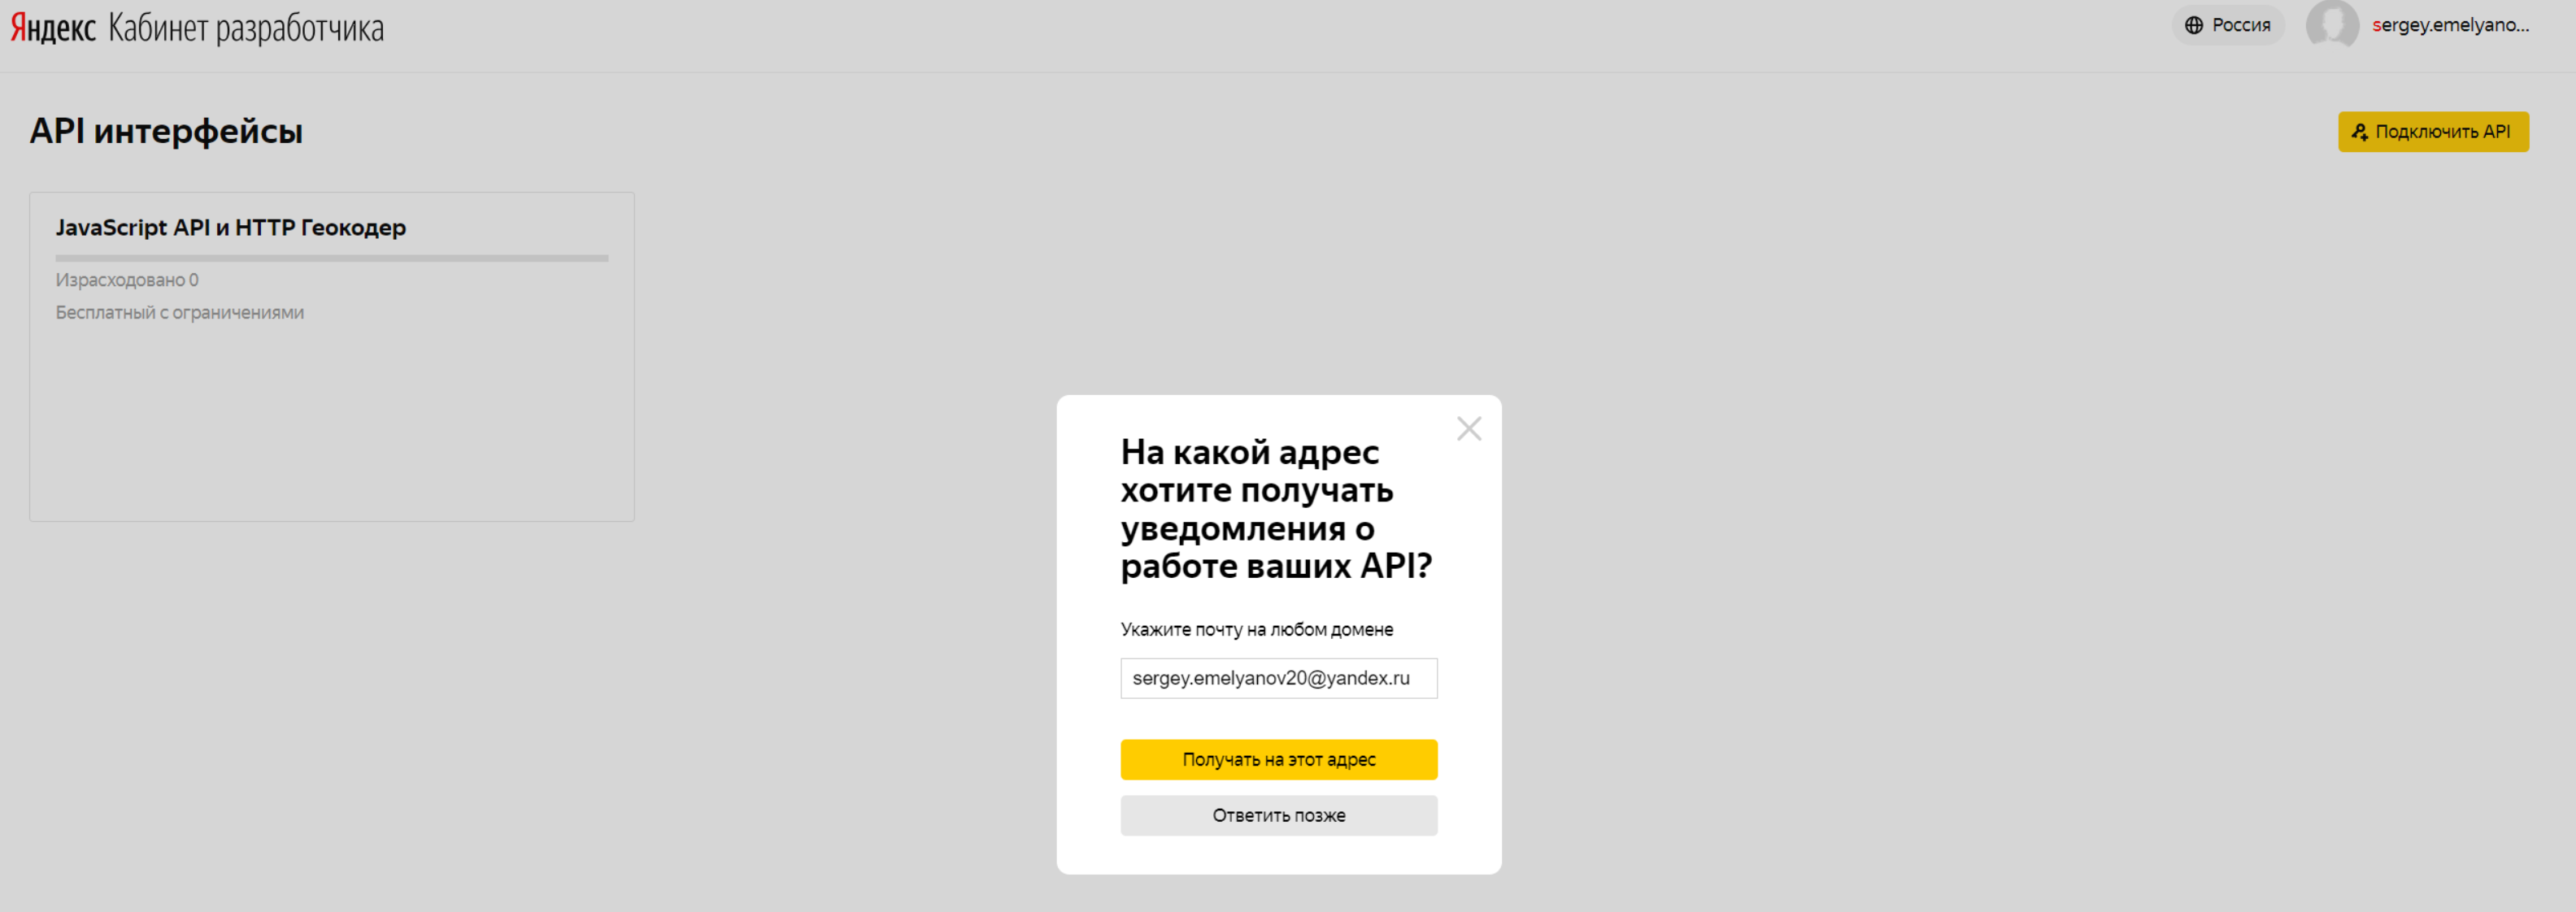 Яндекс Кабинет разработчика
Россия
sergey.emelyano...
API интерфейсы
Подключить API
JavaScript API и HTTP Геокодер
Израсходовано 0
Бесплатный с ограничениями
На какой адрес
хотите получать
уведомления о
работе ваших API?
Укажите почту на любом домене
sergey.emelyanov20@yandex.ru
Получать на этот адрес
Ответить позже